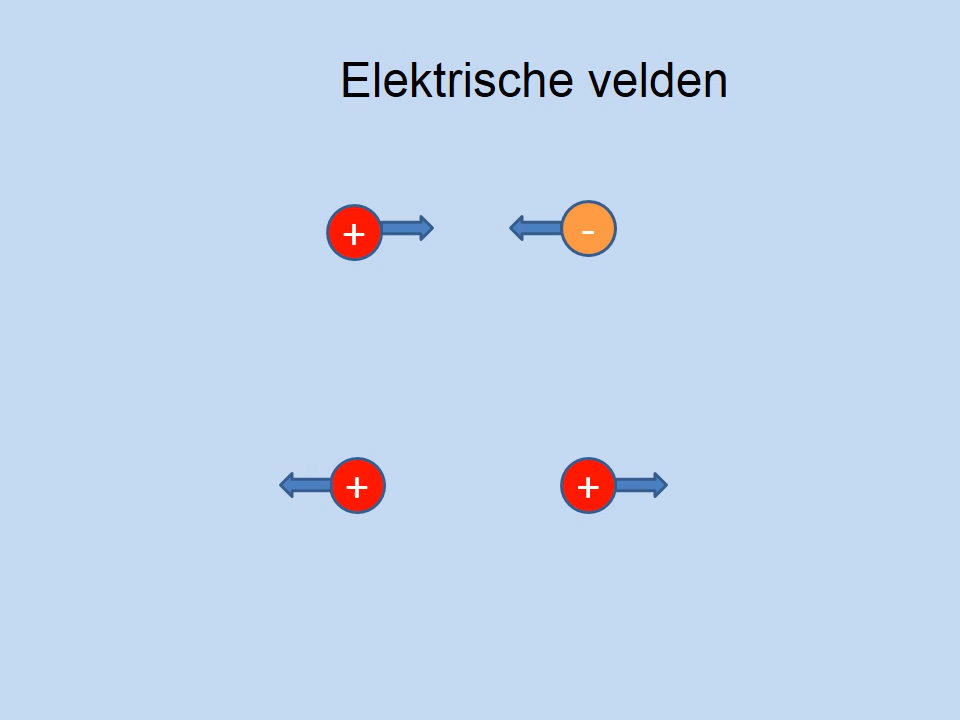 Elektrische velden
+ -
+ +